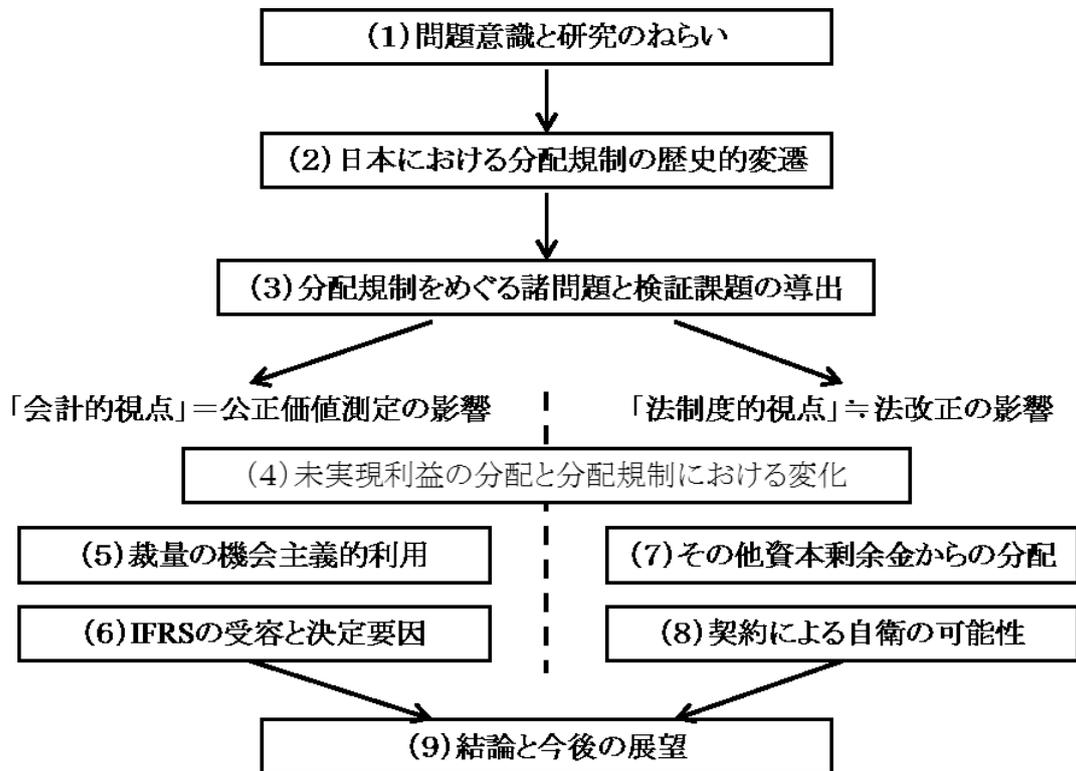 (1)問題意識と研究のねらい
(2)日本における分配規制の歴史的変遷
(3)分配規制をめぐる諸問題と検証課題の導出
「会計的視点」＝公正価値測定の影響
「法制度的視点」≒法改正の影響
(4)未実現利益の分配と分配規制における変化
(5)裁量の機会主義的利用
(7)その他資本剰余金からの分配
(6)IFRSの受容と決定要因
(8)契約による自衛の可能性
(9)結論と今後の展望